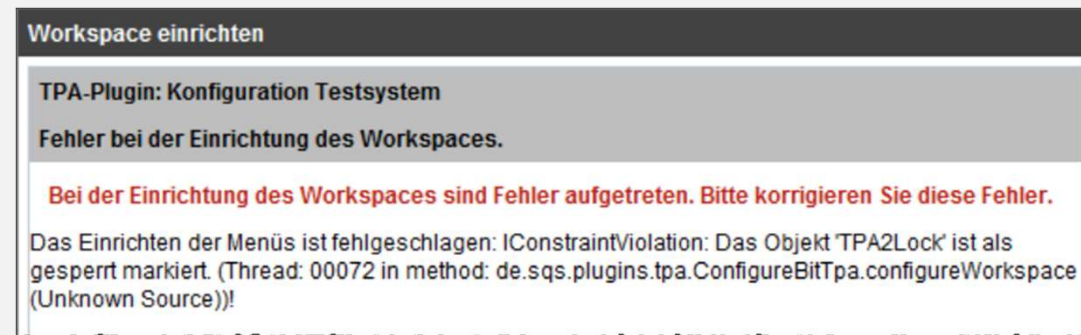 Workspace einrichten
TPA-Plugin: Konfiguration Testsystem
Fehler bei der Einrichtung des Workspaces.
Bei der Einrichtung des Workspaces sind Fehler aufgetreten. Bitte korrigieren Sie diese Fehler.
Das Einrichten der Menüs ist fehlgeschlagen: IConstraintViolation: Das Objekt 'TPA2Lock' ist als
gesperrt markiert. (Thread: 00072 in method: de.sqs.plugins.tpa.ConfigureBitTpa.configureWorkspace
(Unknown Source))!